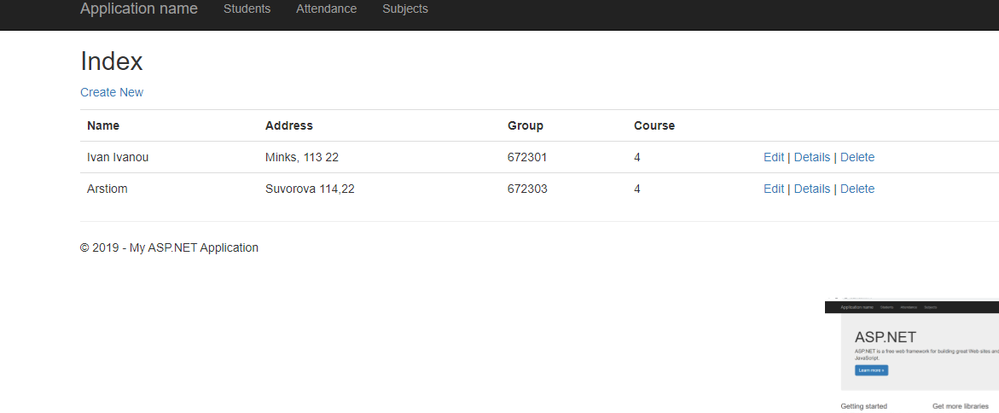 Application name Students Attendance Subjects
Index
Create New
Name Address Group Course
Ivan Ivanou Minks, 113 22 672301 4 Edit | Details | Delete
Arstiom Suvorova 114,22 672303 4 Edit | Details | Delete
© 2019 - My ASP.NET Application
Application name Students Attendance Subjects
ASP.NET
ASP.NET is a free web framework for building great Web sites and
JavaScript.
Learn more »
Getting started Get more libraries